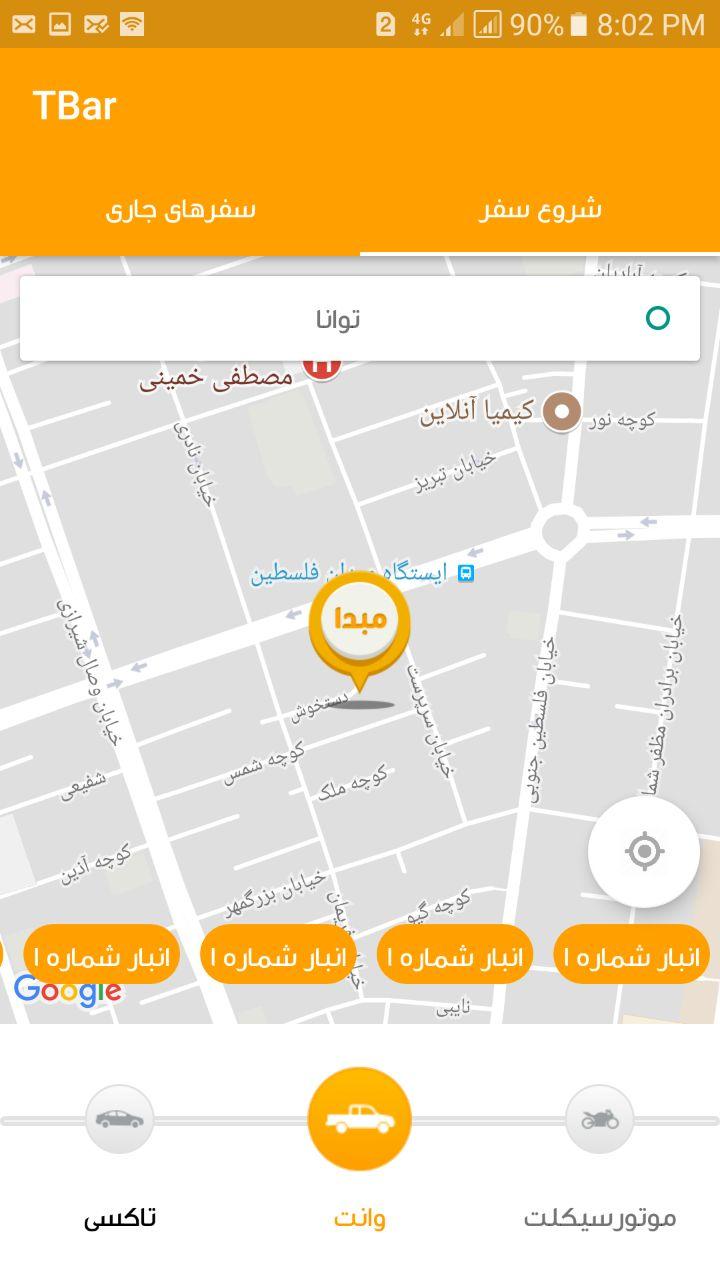 2 4G 90% 8:02 PM
TBar
شروع سفر
سفرهای جاری
توانا
مصطفی خمینی
کیمیا آنلاین
کوچه نور
خیابان نادری
خیابان تبریز
ایستگاه میدان فلسطین
مبدا
خیابان وصال شیرازی
دستخوش
خیابان سرپرست
خیابان فلسطین جنوبی
خیابان برادران مظفر شما
کوچه شمس
کوچه ملک
شفیعی
کوچه آذین
خیابان بزرگمهر
کوچه گیو
انبار شماره ۱
انبار شماره ۱
انبار شماره ۱
انبار شماره ۱
Google
نایبی
موتورسیکلت
وانت
تاکسی